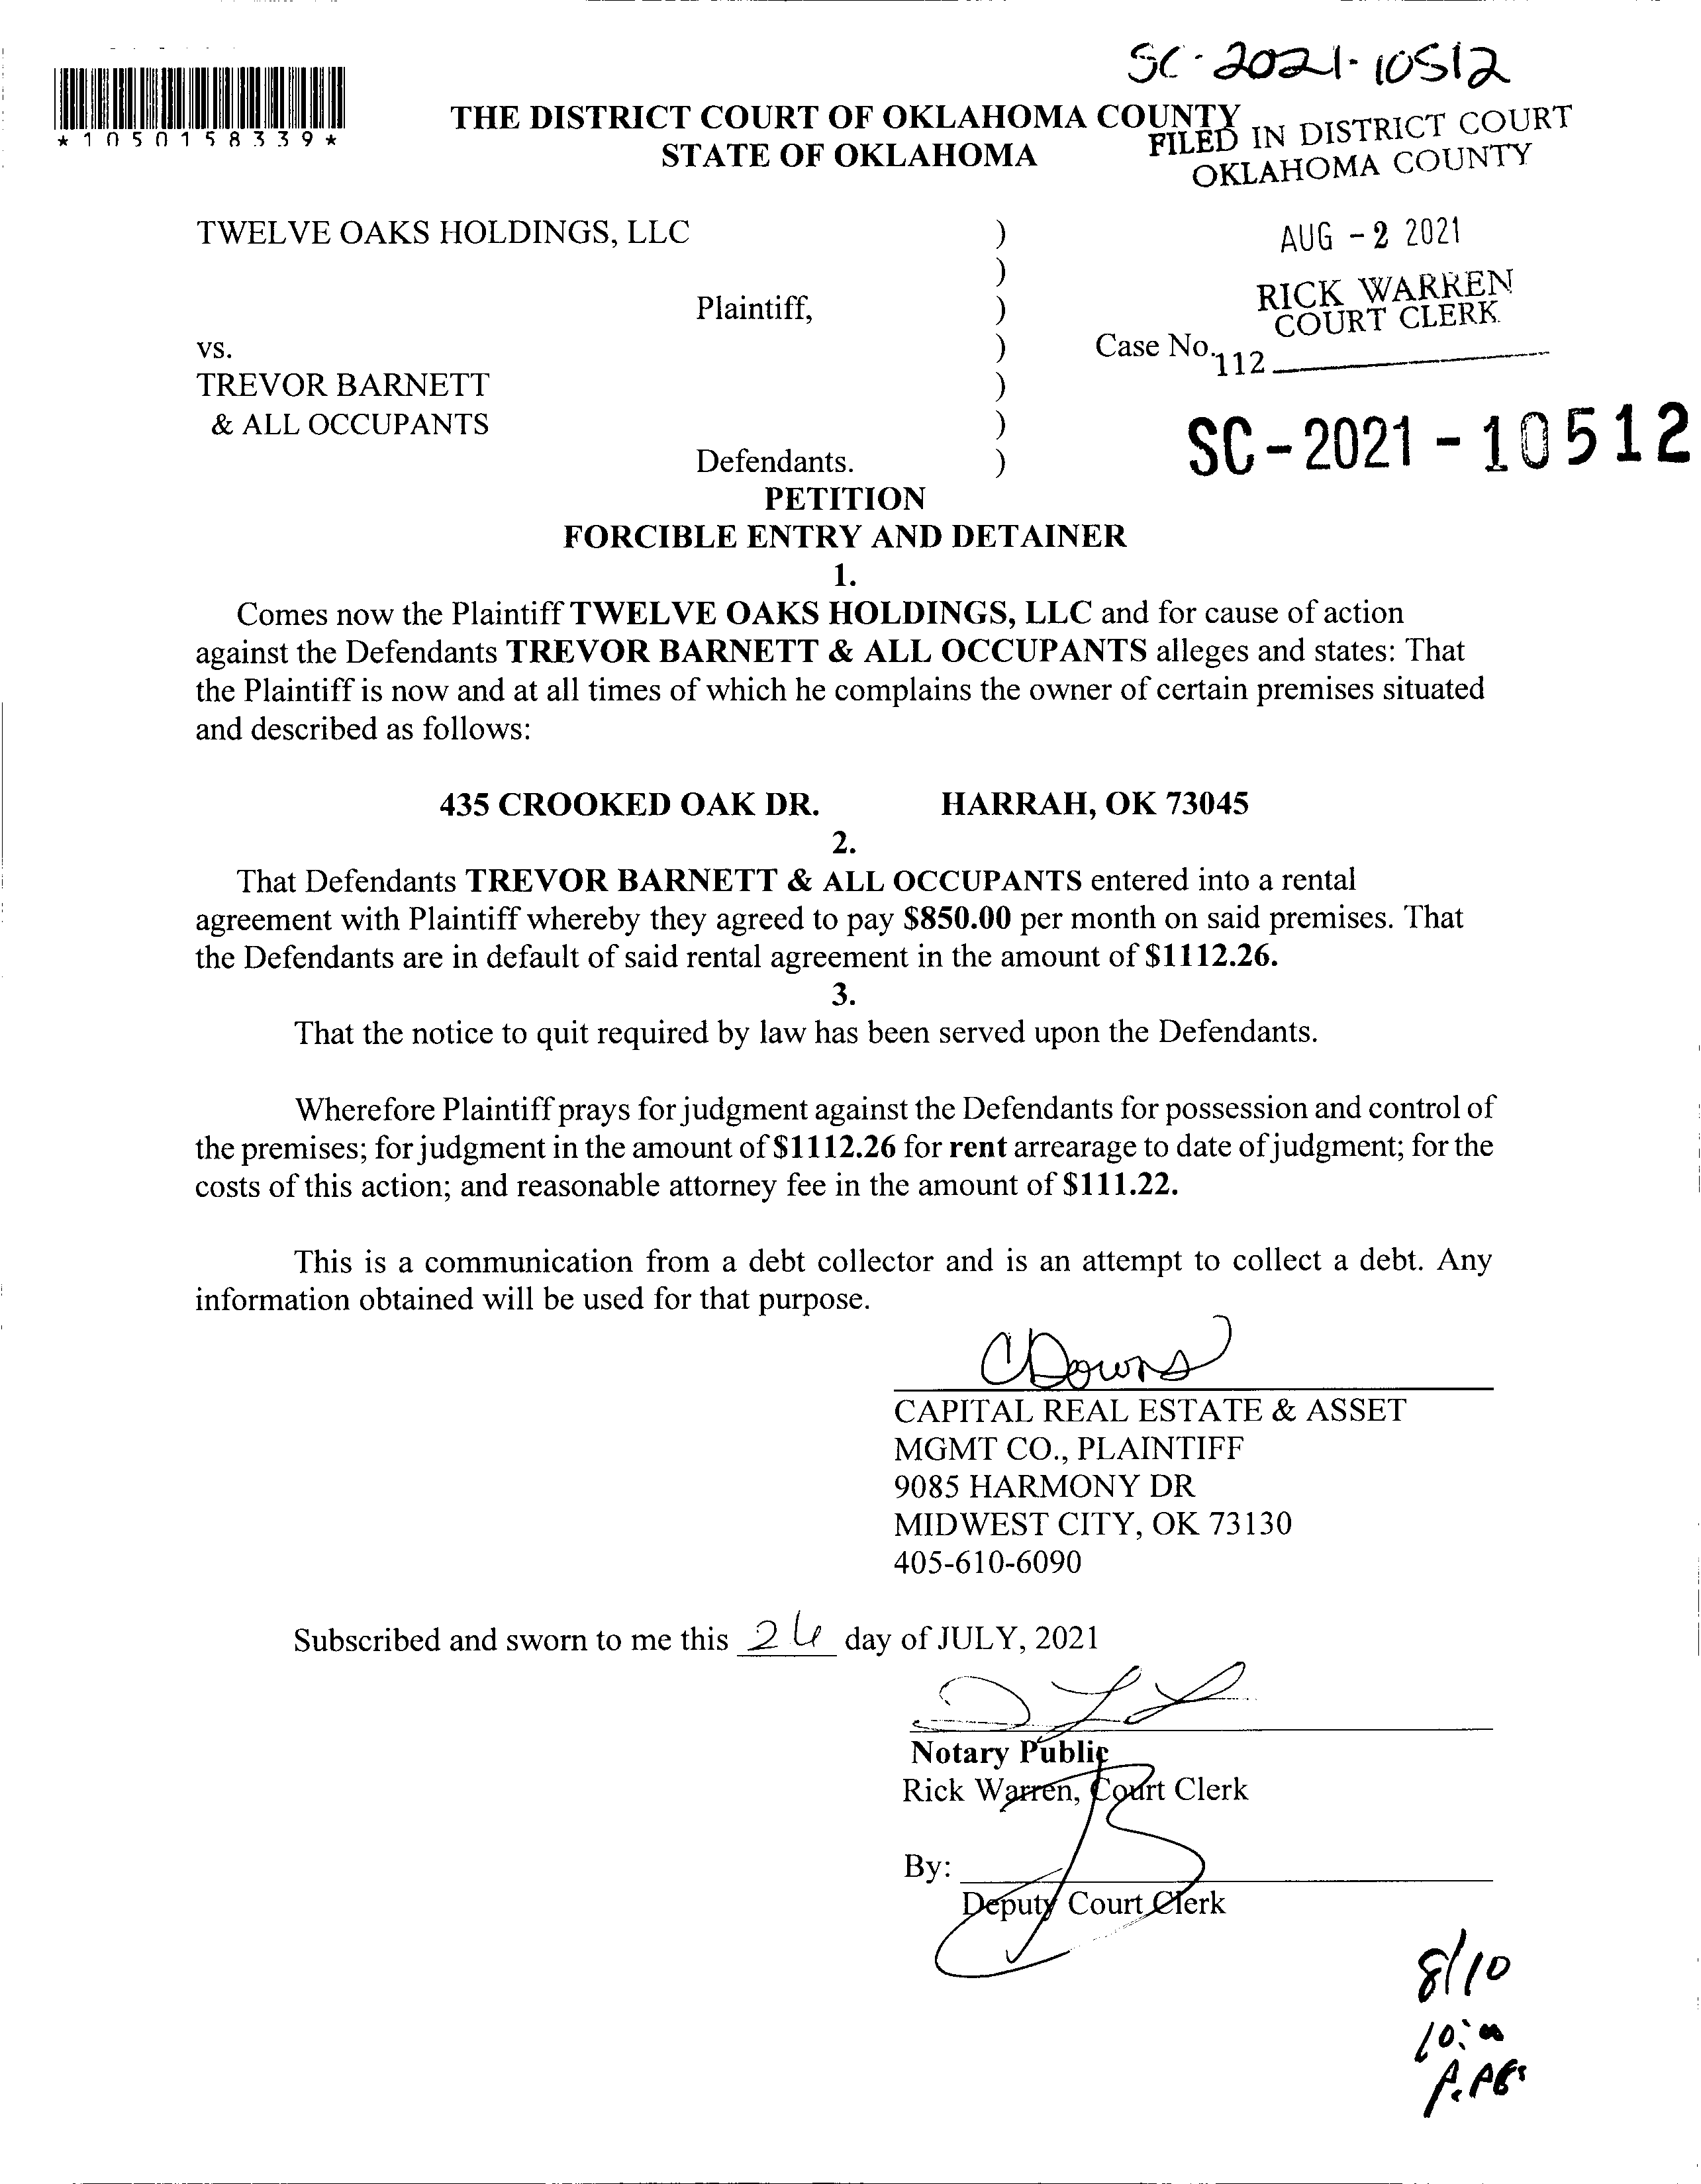 SC-2021-10512
*1050158339*
THE DISTRICT COURT OF OKLAHOMA COUNTY
STATE OF OKLAHOMA
FILED IN DISTRICT COURT
OKLAHOMA COUNTY
TWELVE OAKS HOLDINGS, LLC )
AUG -2 2021
)
Plaintiff, )
RICK WARREN
COURT CLERK
vs. ) Case No.
112
TREVOR BARNETT )
& ALL OCCUPANTS )
SC-2021-10512
Defendants. )
PETITION
FORCIBLE ENTRY AND DETAINER
1.
Comes now the Plaintiff TWELVE OAKS HOLDINGS, LLC and for cause of action
against the Defendants TREVOR BARNETT & ALL OCCUPANTS alleges and states: That
the Plaintiff is now and at all times of which he complains the owner of certain premises situated
and described as follows:
435 CROOKED OAK DR. HARRAH, OK 73045
2.
That Defendants TREVOR BARNETT & ALL OCCUPANTS entered into a rental
agreement with Plaintiff whereby they agreed to pay $850.00 per month on said premises. That
the Defendants are in default of said rental agreement in the amount of $1112.26.
3.
That the notice to quit required by law has been served upon the Defendants.
Wherefore Plaintiff prays for judgment against the Defendants for possession and control of
the premises; for judgment in the amount of $1112.26 for rent arrearage to date of judgment; for the
costs of this action; and reasonable attorney fee in the amount of $111.22.
This is a communication from a debt collector and is an attempt to collect a debt. Any
information obtained will be used for that purpose.
CDowns
CAPITAL REAL ESTATE & ASSET
MGMT CO., PLAINTIFF
9085 HARMONY DR
MIDWEST CITY, OK 73130
405-610-6090
Subscribed and sworn to me this 26 day of JULY, 2021
Notary Public
Rick Warren, Court Clerk
By:
Deputy Court Clerk
8/10
10:00